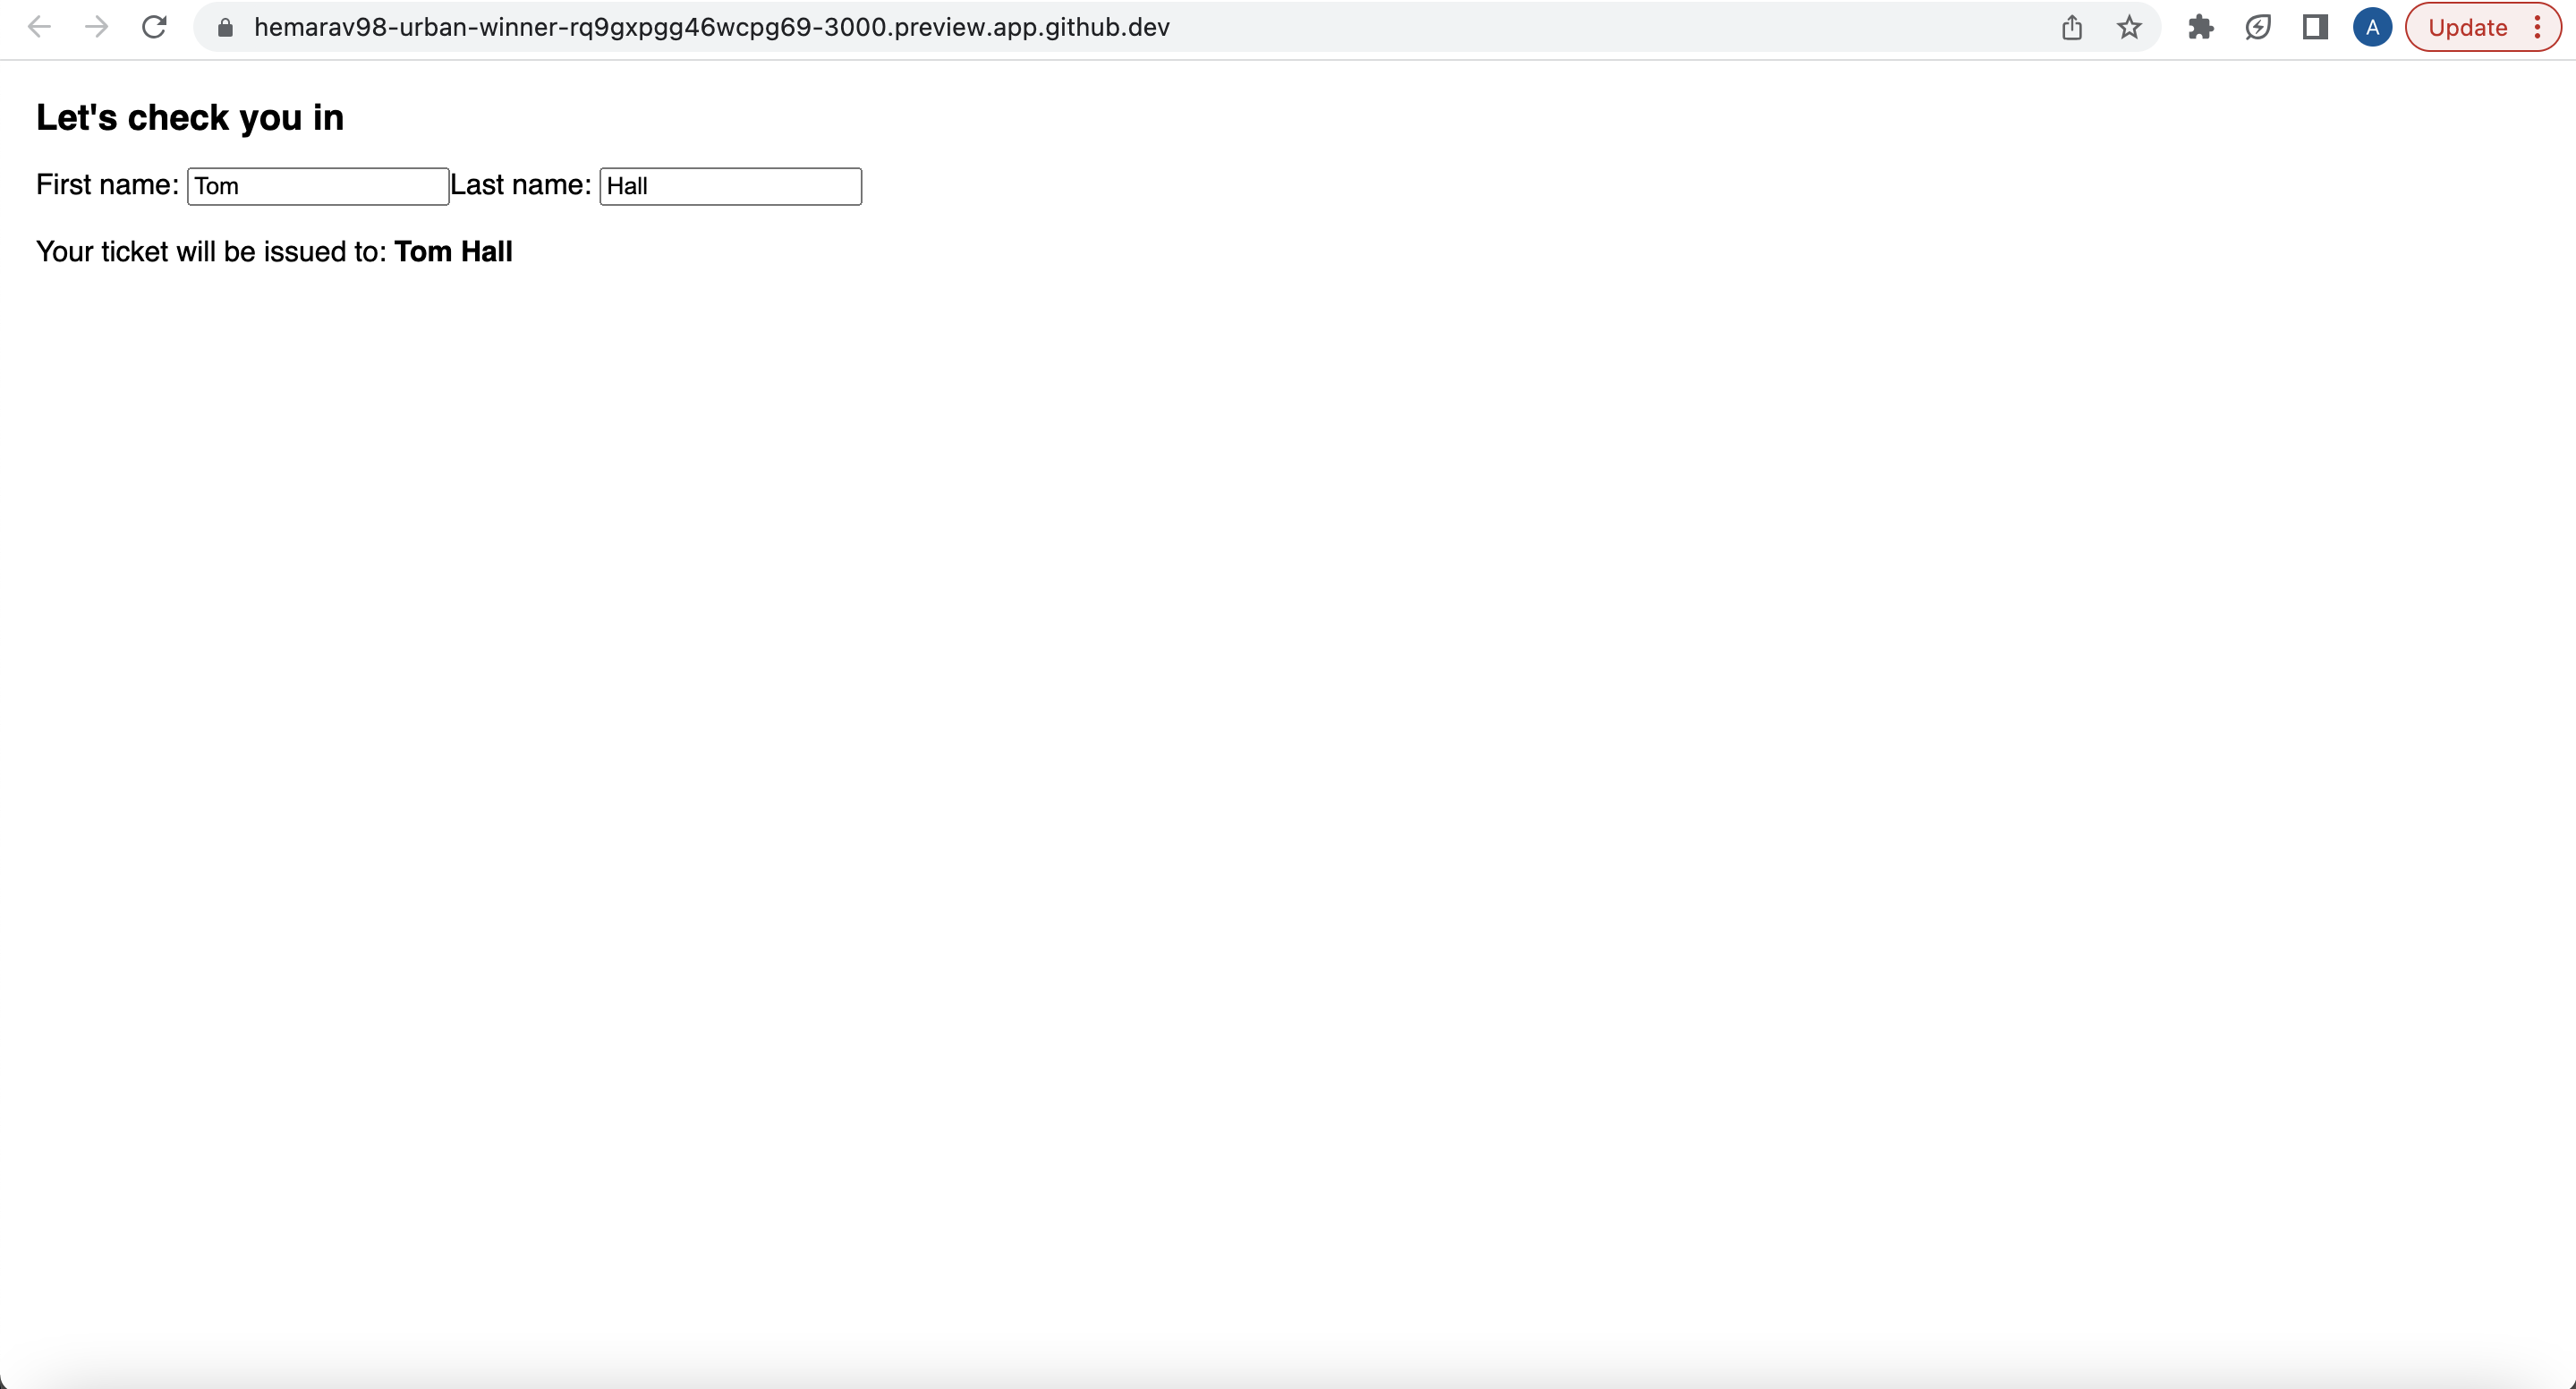 hemarav98-urban-winner-rq9gxpgg46wcpg69-3000.preview.app.github.dev A Update
Let's check you in
First name: Tom Last name: Hall
Your ticket will be issued to: Tom Hall